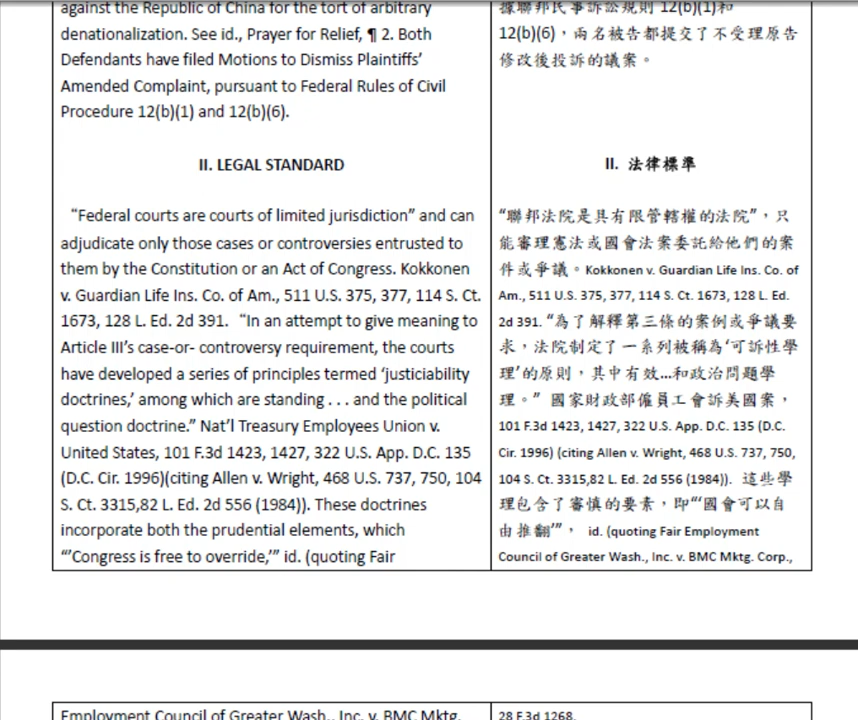 against the Republic of China for the tort of arbitrary
denationalization. See id., Prayer for Relief, ¶ 2. Both
Defendants have filed Motions to Dismiss Plaintiffs’
Amended Complaint, pursuant to Federal Rules of Civil
Procedure 12(b)(1) and 12(b)(6).
II. LEGAL STANDARD
“Federal courts are courts of limited jurisdiction” and can
adjudicate only those cases or controversies entrusted to
them by the Constitution or an Act of Congress. Kokkonen
v. Guardian Life Ins. Co. of Am., 511 U.S. 375, 377, 114 S. Ct.
1673, 128 L. Ed. 2d 391. “In an attempt to give meaning to
Article III’s case-or- controversy requirement, the courts
have developed a series of principles termed ‘justiciability
doctrines,’ among which are standing . . . and the political
question doctrine.” Nat’l Treasury Employees Union v.
United States, 101 F.3d 1423, 1427, 322 U.S. App. D.C. 135
(D.C. Cir. 1996)(citing Allen v. Wright, 468 U.S. 737, 750, 104
S. Ct. 3315,82 L. Ed. 2d 556 (1984)). These doctrines
incorporate both the prudential elements, which
“’Congress is free to override,’” id. (quoting Fair
據聯邦民事訴訟規則 12(b)(1)和
12(b)(6)，兩名被告都提交了不受理原告
修改後投訴的議案。
II. 法律標準
“聯邦法院是具有限管轄權的法院”，只
能審理憲法或國會法案委託給他們的案
件或爭議。Kokkonen v. Guardian Life Ins. Co. of
Am., 511 U.S. 375, 377, 114 S. Ct. 1673, 128 L. Ed.
2d 391. “為了解釋第三條的案例或爭議要
求，法院制定了一系列被稱為‘可訴性學
理’的原則，其中有效...和政治問題學
理。” 國家財政部僱員工會訴美國案，
101 F.3d 1423, 1427, 322 U.S. App. D.C. 135 (D.C.
Cir. 1996) (citing Allen v. Wright, 468 U.S. 737, 750,
104 S. Ct. 3315,82 L. Ed. 2d 556 (1984)). 這些學
理包含了審慎的要素，即“‘國會可以自
由推翻’”， id. (quoting Fair Employment
Council of Greater Wash., Inc. v. BMC Mktg. Corp.,
Employment Council of Greater Wash., Inc. v. BMC Mktg.
28 F.3d 1268,